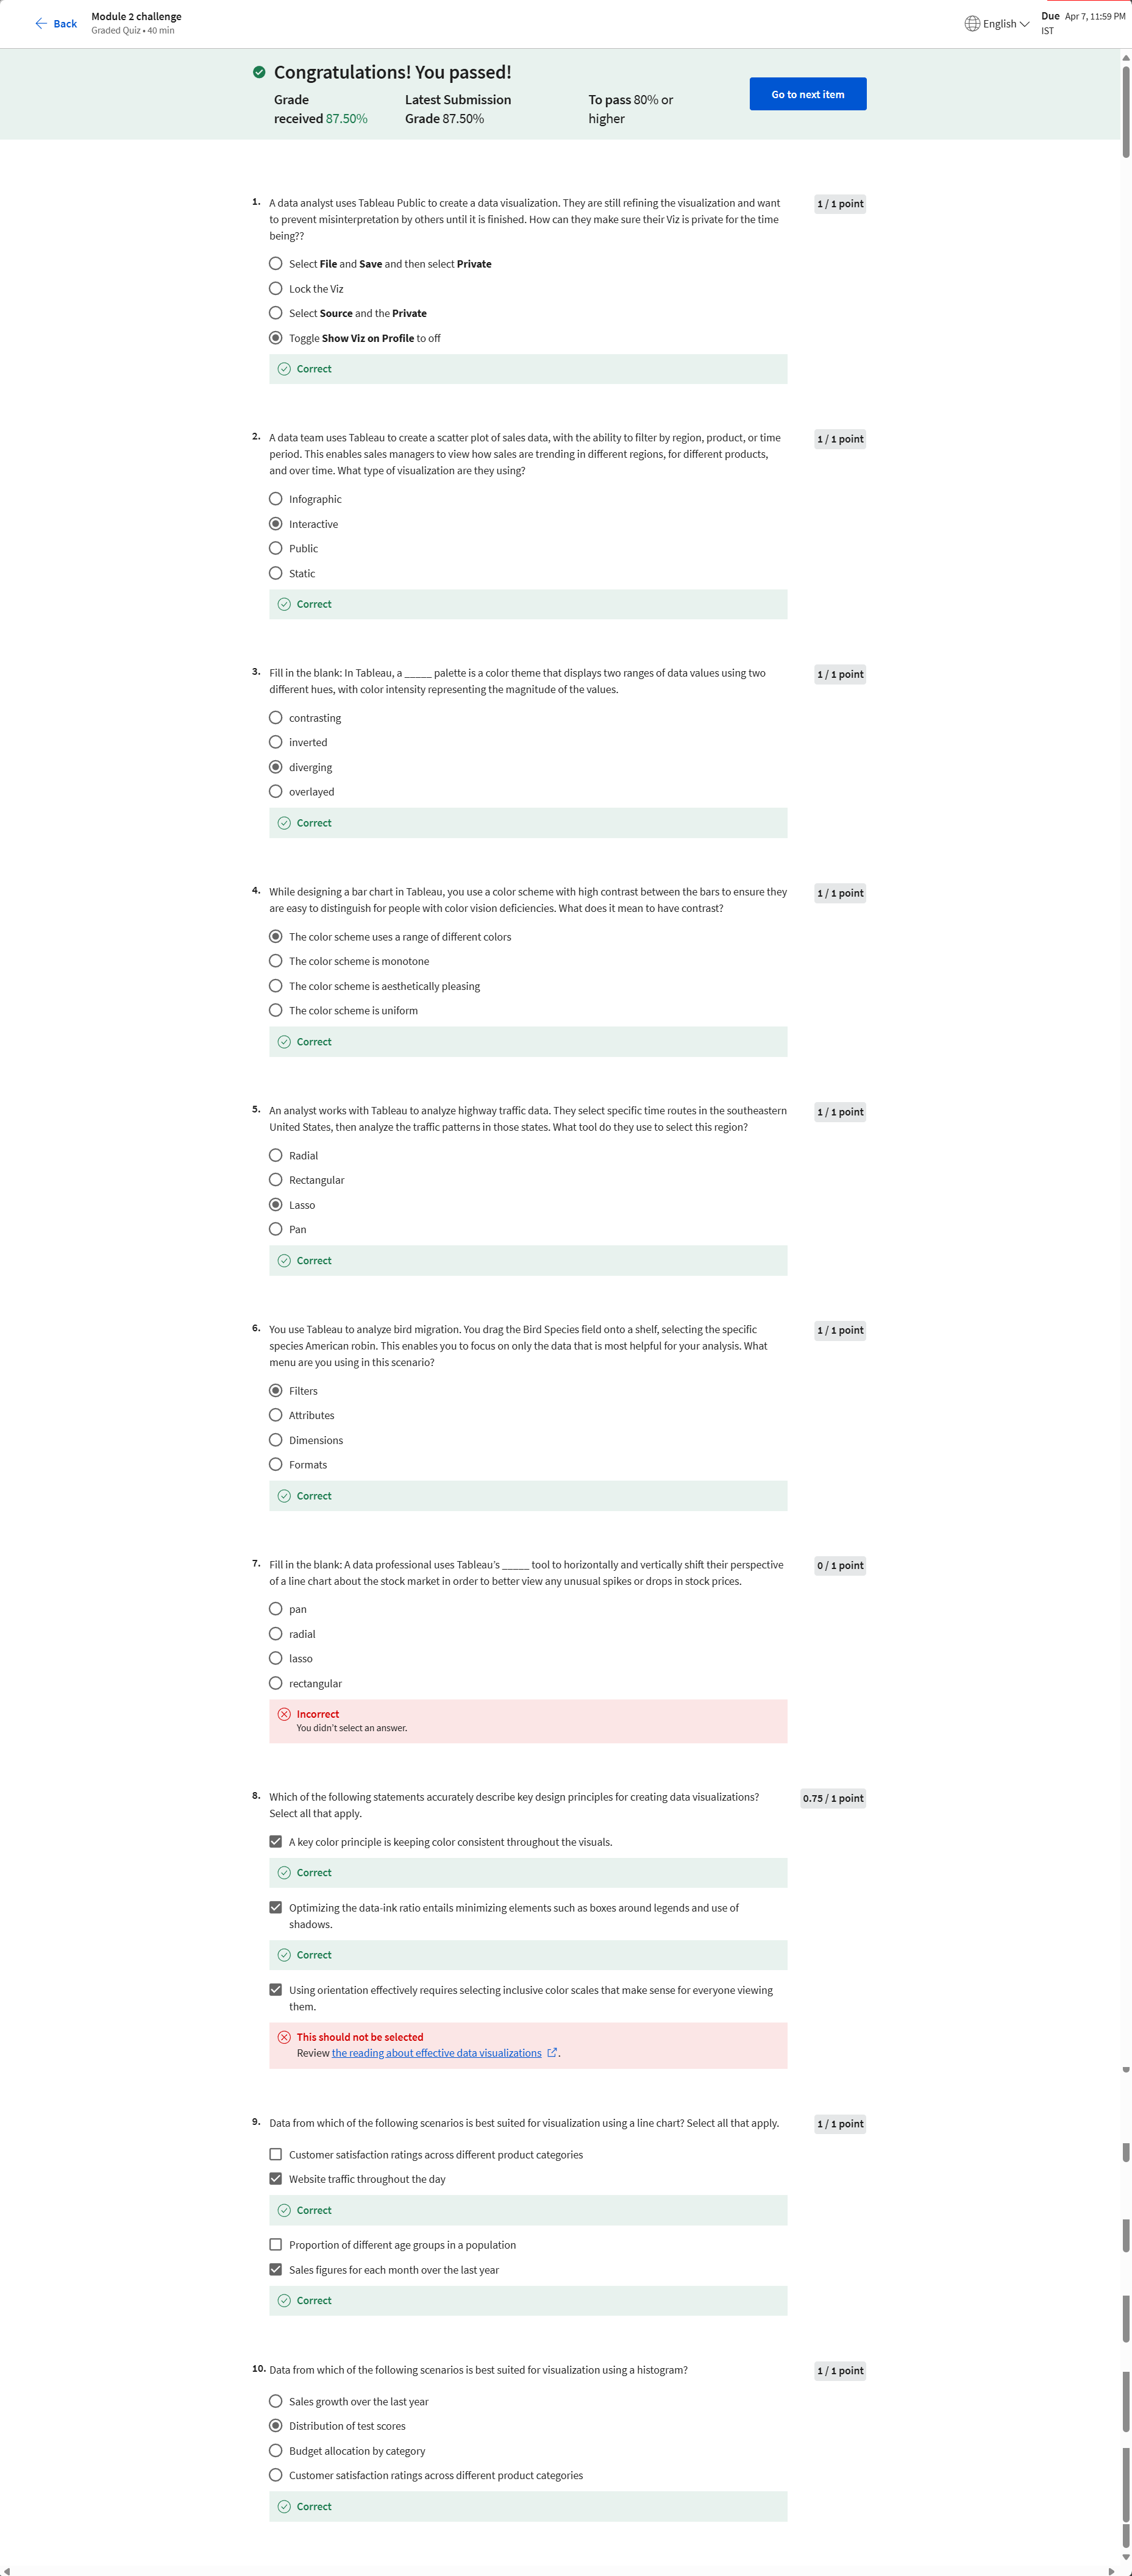 Back
Module 2 challenge
Graded Quiz • 40 min
English
Due Apr 7, 11:59 PM
IST
Congratulations! You passed!
Grade
received 87.50%
Latest Submission
Grade 87.50%
To pass 80% or
higher
Go to next item
1. A data analyst uses Tableau Public to create a data visualization. They are still refining the visualization and want
to prevent misinterpretation by others until it is finished. How can they make sure their Viz is private for the time
being??
1 / 1 point
Select File and Save and then select Private
Lock the Viz
Select Source and the Private
Toggle Show Viz on Profile to off
Correct
2. A data team uses Tableau to create a scatter plot of sales data, with the ability to filter by region, product, or time
period. This enables sales managers to view how sales are trending in different regions, for different products,
and over time. What type of visualization are they using?
1 / 1 point
Infographic
Interactive
Public
Static
Correct
3. Fill in the blank: In Tableau, a _____ palette is a color theme that displays two ranges of data values using two
different hues, with color intensity representing the magnitude of the values.
1 / 1 point
contrasting
inverted
diverging
overlayed
Correct
4. While designing a bar chart in Tableau, you use a color scheme with high contrast between the bars to ensure they
are easy to distinguish for people with color vision deficiencies. What does it mean to have contrast?
1 / 1 point
The color scheme uses a range of different colors
The color scheme is monotone
The color scheme is aesthetically pleasing
The color scheme is uniform
Correct
5. An analyst works with Tableau to analyze highway traffic data. They select specific time routes in the southeastern
United States, then analyze the traffic patterns in those states. What tool do they use to select this region?
1 / 1 point
Radial
Rectangular
Lasso
Pan
Correct
6. You use Tableau to analyze bird migration. You drag the Bird Species field onto a shelf, selecting the specific
species American robin. This enables you to focus on only the data that is most helpful for your analysis. What
menu are you using in this scenario?
1 / 1 point
Filters
Attributes
Dimensions
Formats
Correct
7. Fill in the blank: A data professional uses Tableau’s _____ tool to horizontally and vertically shift their perspective
of a line chart about the stock market in order to better view any unusual spikes or drops in stock prices.
0 / 1 point
pan
radial
lasso
rectangular
Incorrect
You didn’t select an answer.
8. Which of the following statements accurately describe key design principles for creating data visualizations?
Select all that apply.
0.75 / 1 point
A key color principle is keeping color consistent throughout the visuals.
Correct
Optimizing the data-ink ratio entails minimizing elements such as boxes around legends and use of
shadows.
Correct
Using orientation effectively requires selecting inclusive color scales that make sense for everyone viewing
them.
This should not be selected
Review the reading about effective data visualizations .
9. Data from which of the following scenarios is best suited for visualization using a line chart? Select all that apply.
1 / 1 point
Customer satisfaction ratings across different product categories
Website traffic throughout the day
Correct
Proportion of different age groups in a population
Sales figures for each month over the last year
Correct
10. Data from which of the following scenarios is best suited for visualization using a histogram?
1 / 1 point
Sales growth over the last year
Distribution of test scores
Budget allocation by category
Customer satisfaction ratings across different product categories
Correct